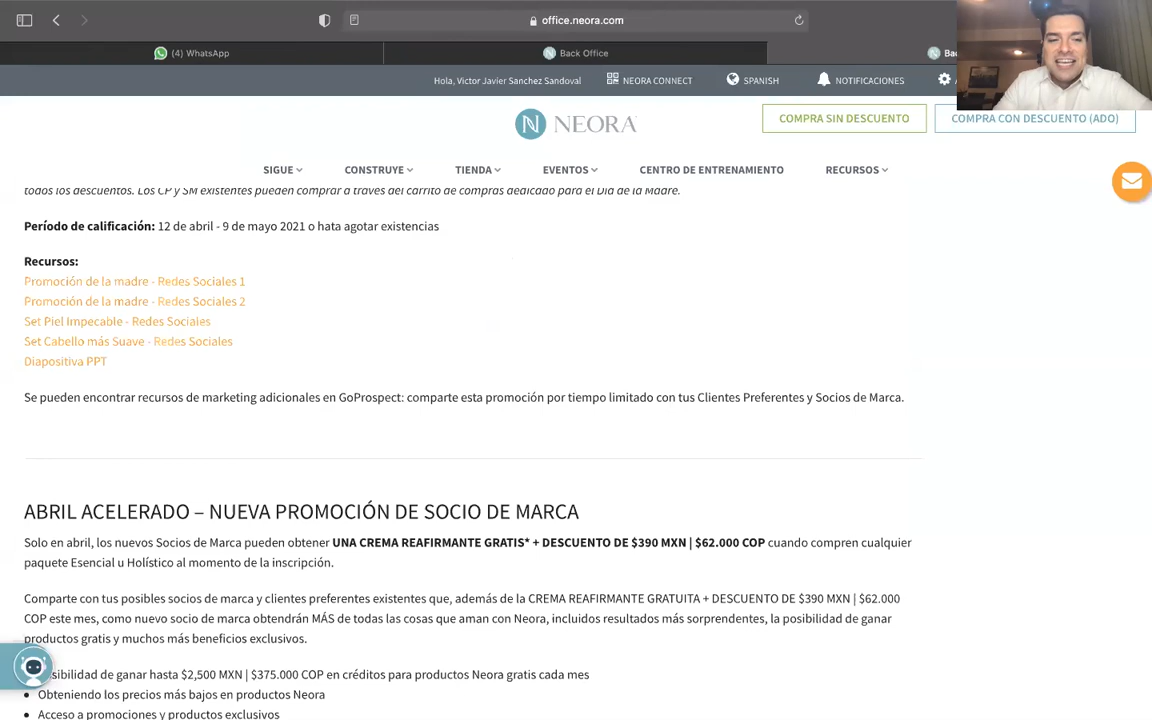 office.neora.com
(4) WhatsApp
Back Office
Hola, Victor Javier Sanchez Sandoval
NEORA CONNECT
SPANISH
NOTIFICACIONES
NEORA
COMPRA SIN DESCUENTO
COMPRA CON DESCUENTO (ADO)
SIGUE
CONSTRUYE
TIENDA
EVENTOS
CENTRO DE ENTRENAMIENTO
RECURSOS
todos los descuentos. Los CP y SM existentes pueden comprar a través del carrito de compras dedicado para el Día de la Madre.
Período de calificación: 12 de abril - 9 de mayo 2021 o hata agotar existencias
Recursos:
Promoción de la madre - Redes Sociales 1
Promoción de la madre - Redes Sociales 2
Set Piel Impecable - Redes Sociales
Set Cabello más Suave - Redes Sociales
Diapositiva PPT
Se pueden encontrar recursos de marketing adicionales en GoProspect: comparte esta promoción por tiempo limitado con tus Clientes Preferentes y Socios de Marca.
ABRIL ACELERADO – NUEVA PROMOCIÓN DE SOCIO DE MARCA
Solo en abril, los nuevos Socios de Marca pueden obtener UNA CREMA REAFIRMANTE GRATIS* + DESCUENTO DE $390 MXN | $62.000 COP cuando compren cualquier
paquete Esencial u Holístico al momento de la inscripción.
Comparte con tus posibles socios de marca y clientes preferentes existentes que, además de la CREMA REAFIRMANTE GRATUITA + DESCUENTO DE $390 MXN | $62.000
COP este mes, como nuevo socio de marca obtendrán MÁS de todas las cosas que aman con Neora, incluidos resultados más sorprendentes, la posibilidad de ganar
productos gratis y muchos más beneficios exclusivos.
sibilidad de ganar hasta $2,500 MXN | $375.000 COP en créditos para productos Neora gratis cada mes
• Obteniendo los precios más bajos en productos Neora
• Acceso a promociones y productos exclusivos